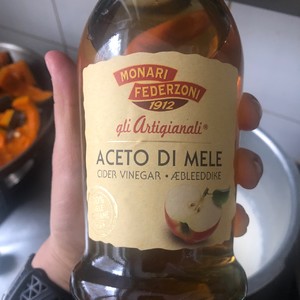 MONARI
FEDERZONI
1912
gli Artigianali®
ACETO DI MELE
CIDER VINEGAR • ÆBLEEDDIKE